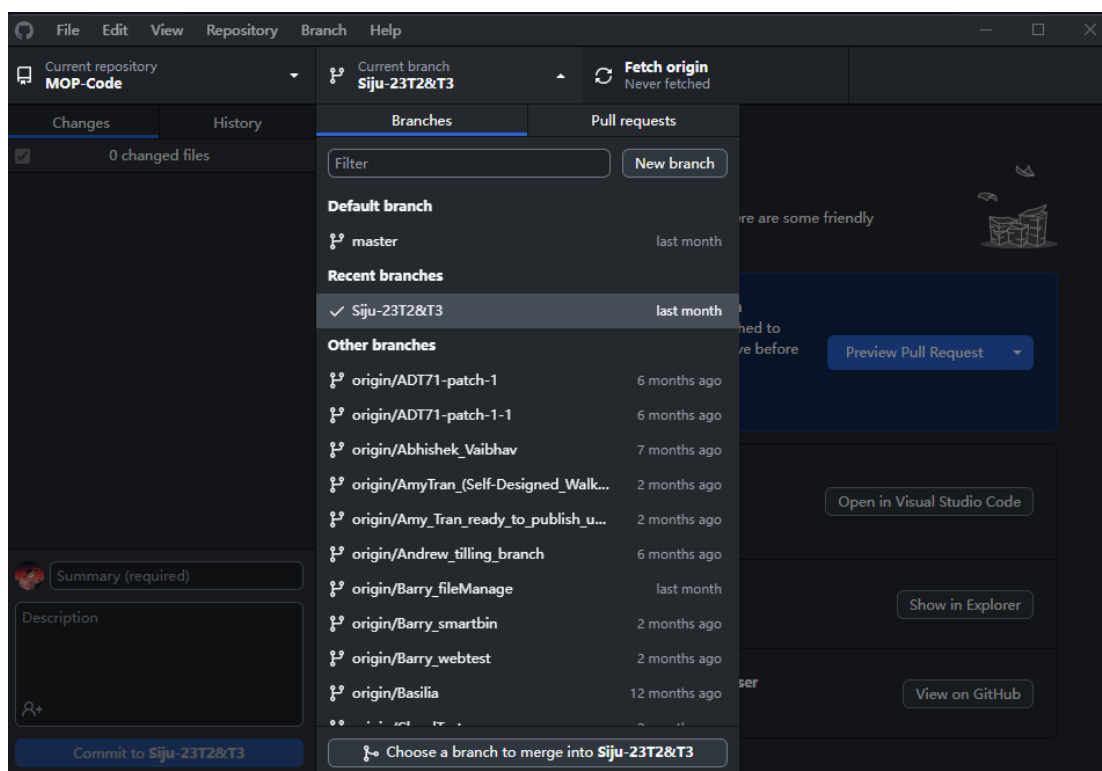 File Edit View Repository Branch Help
Current repository
MOP-Code
Current branch
Siju-23T2&T3
Fetch origin
Never fetched
Changes History
0 changed files
Branches Pull requests
Filter
New branch
Default branch
master last month
Recent branches
Siju-23T2&T3 last month
Other branches
origin/ADT71-patch-1 6 months ago
origin/ADT71-patch-1-1 6 months ago
origin/Abhishek_Vaibhav 7 months ago
origin/AmyTran_(Self-Designed_Walk... 2 months ago
origin/Amy_Tran_ready_to_publish_u... 2 months ago
origin/Andrew_tilling_branch 6 months ago
origin/Barry_fileManage last month
origin/Barry_smartbin 2 months ago
origin/Barry_webtest 2 months ago
origin/Basilia 12 months ago
Choose a branch to merge into Siju-23T2&T3
Summary (required)
Description
Commit to Siju-23T2&T3
re are some friendly
hed to
ve before
Preview Pull Request
Open in Visual Studio Code
Show in Explorer
ser
View on GitHub